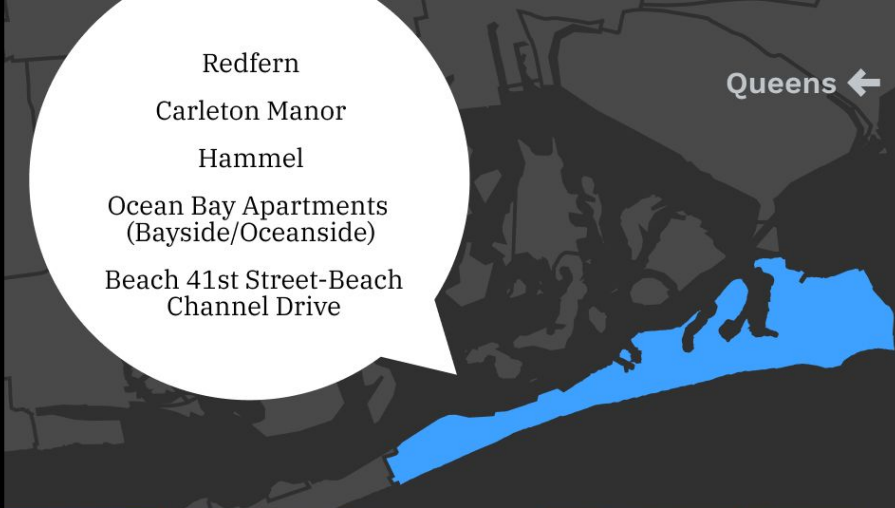 Redfern
Carleton Manor
Hammel
Ocean Bay Apartments
(Bayside/Oceanside)
Beach 41st Street-Beach
Channel Drive
Queens ←